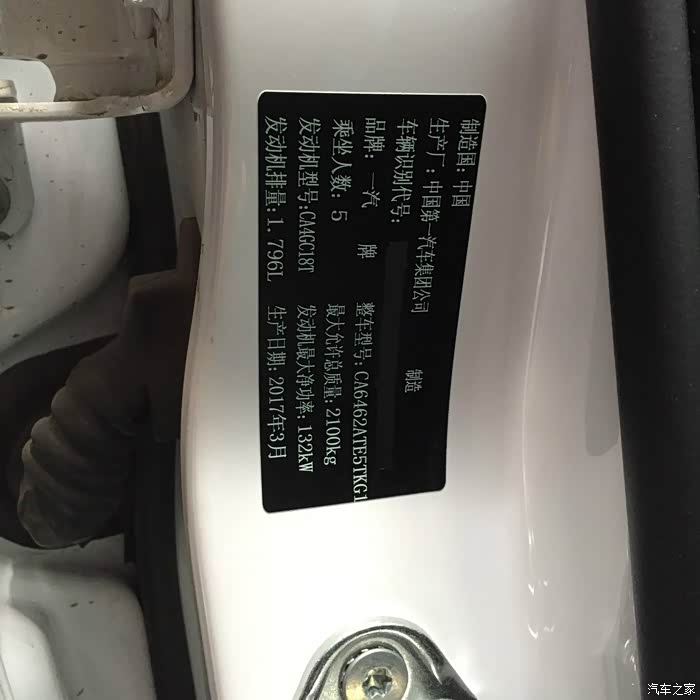 制造国：中国
生产厂：中国第一汽车集团公司 制造
车辆识别代号：
品牌：一汽 牌 整车型号：CA6462ATE5TKG1
乘坐人数：5 最大允许总质量：2100kg
发动机型号：CA4GC18T 发动机最大净功率：132kW
发动机排量：1.796L 生产日期：2017年3月
汽车之家